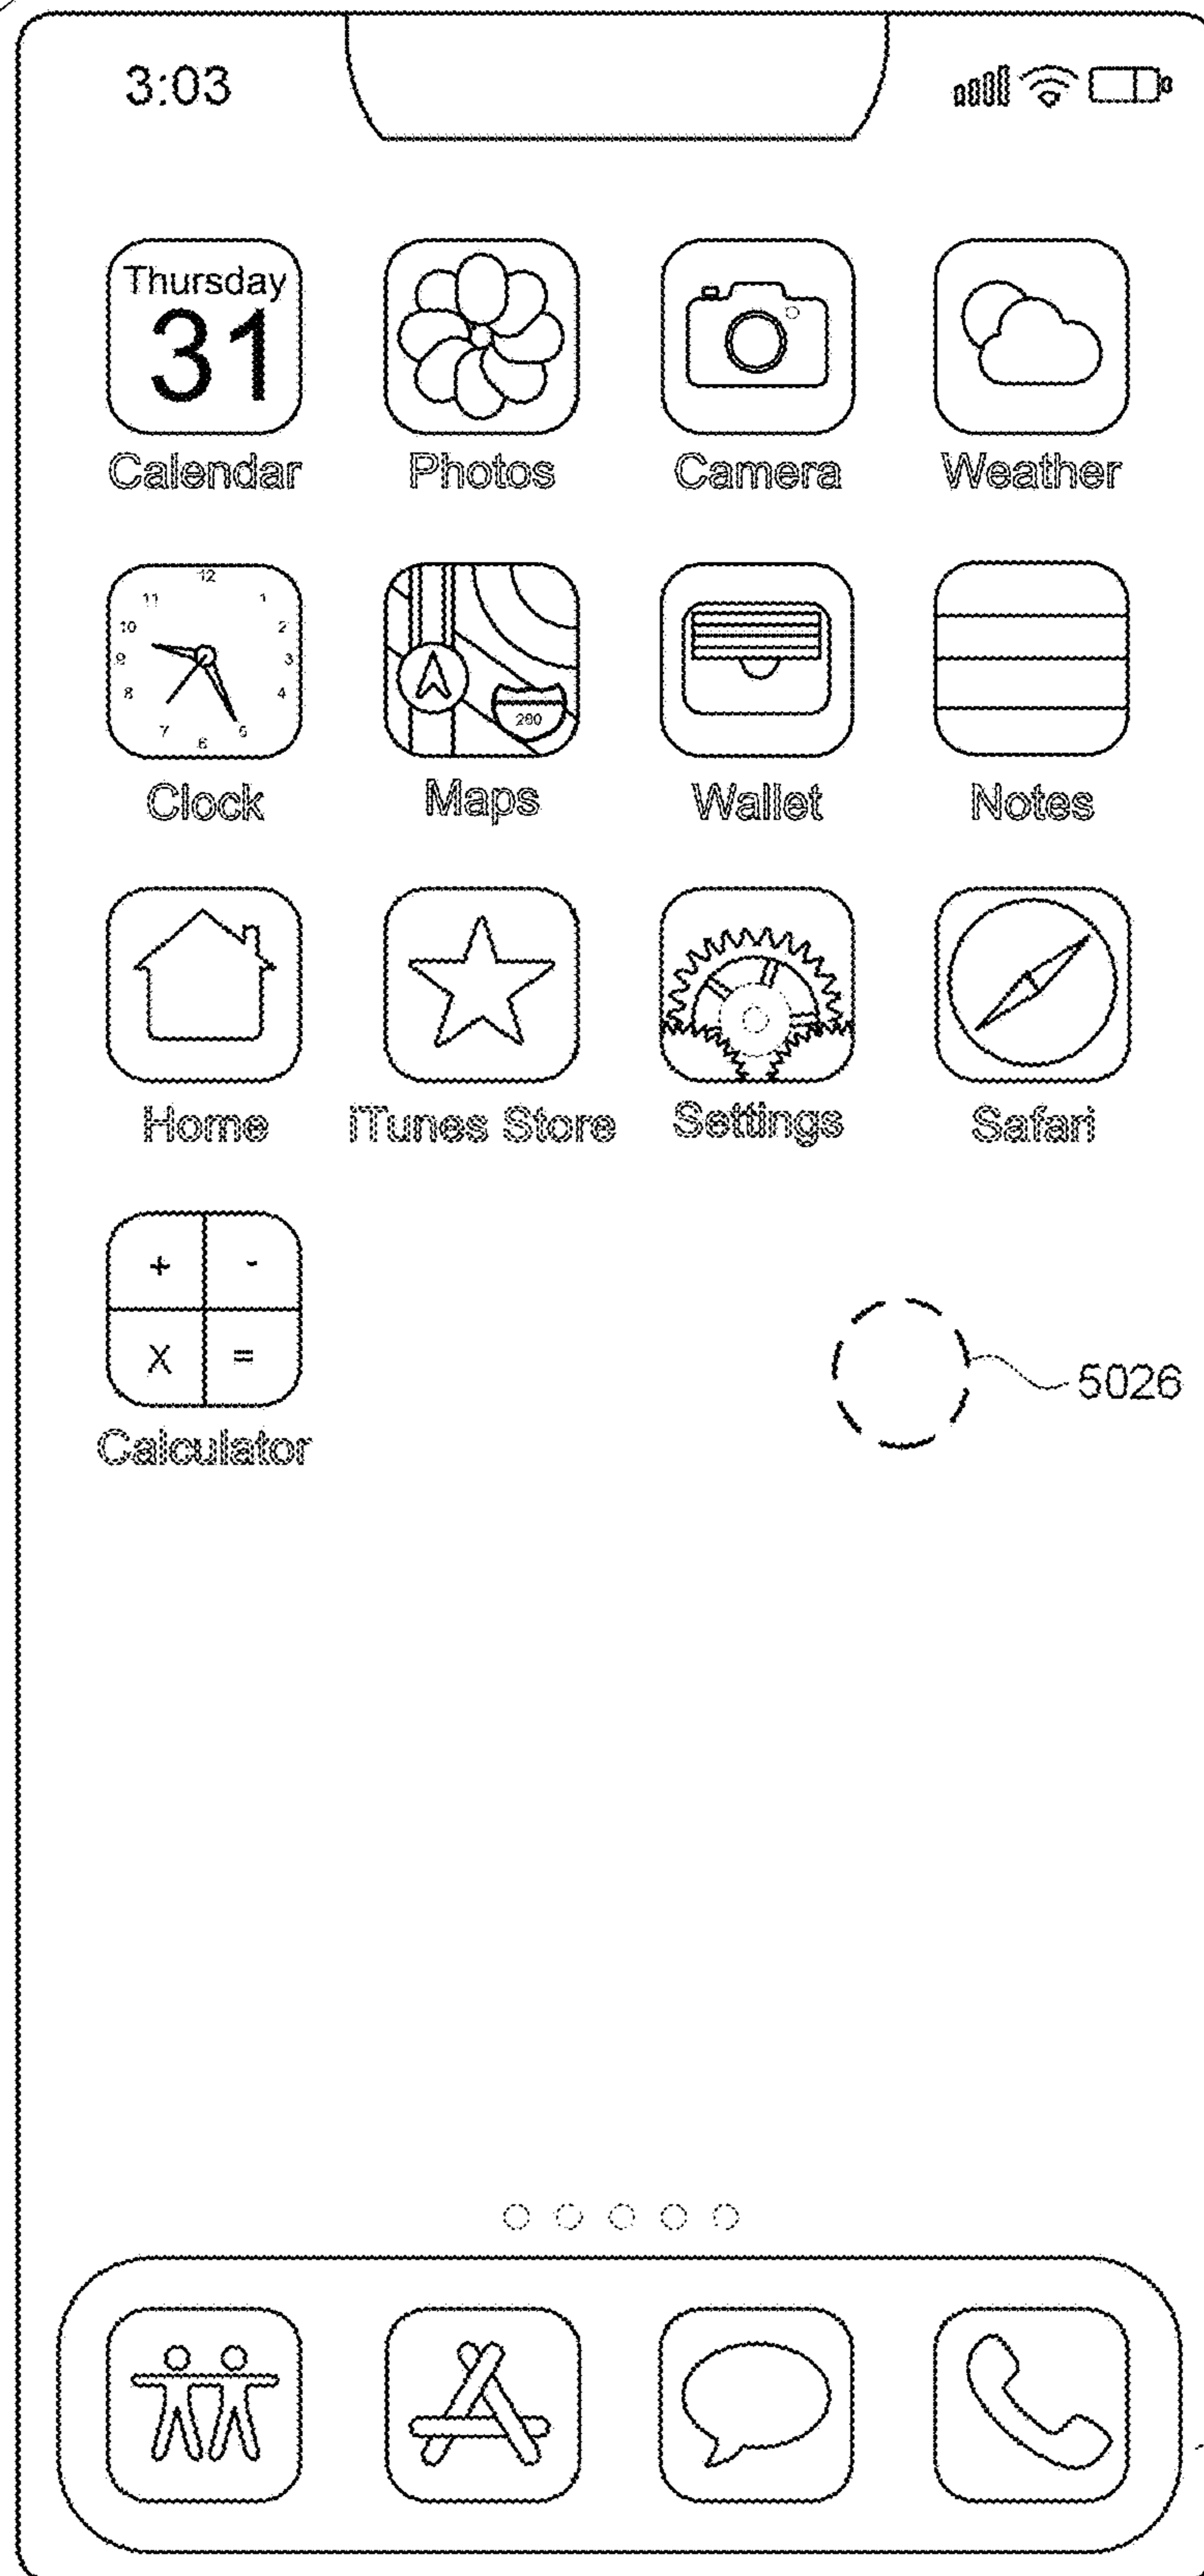 3:03
Thursday
31
Calendar Photos Camera Weather
12
11 1
10 2
9 3
8 4
7 5
6
280
Clock Maps Wallet Notes
Home iTunes Store Settings Safari
+ -
X =
5026
Calculator